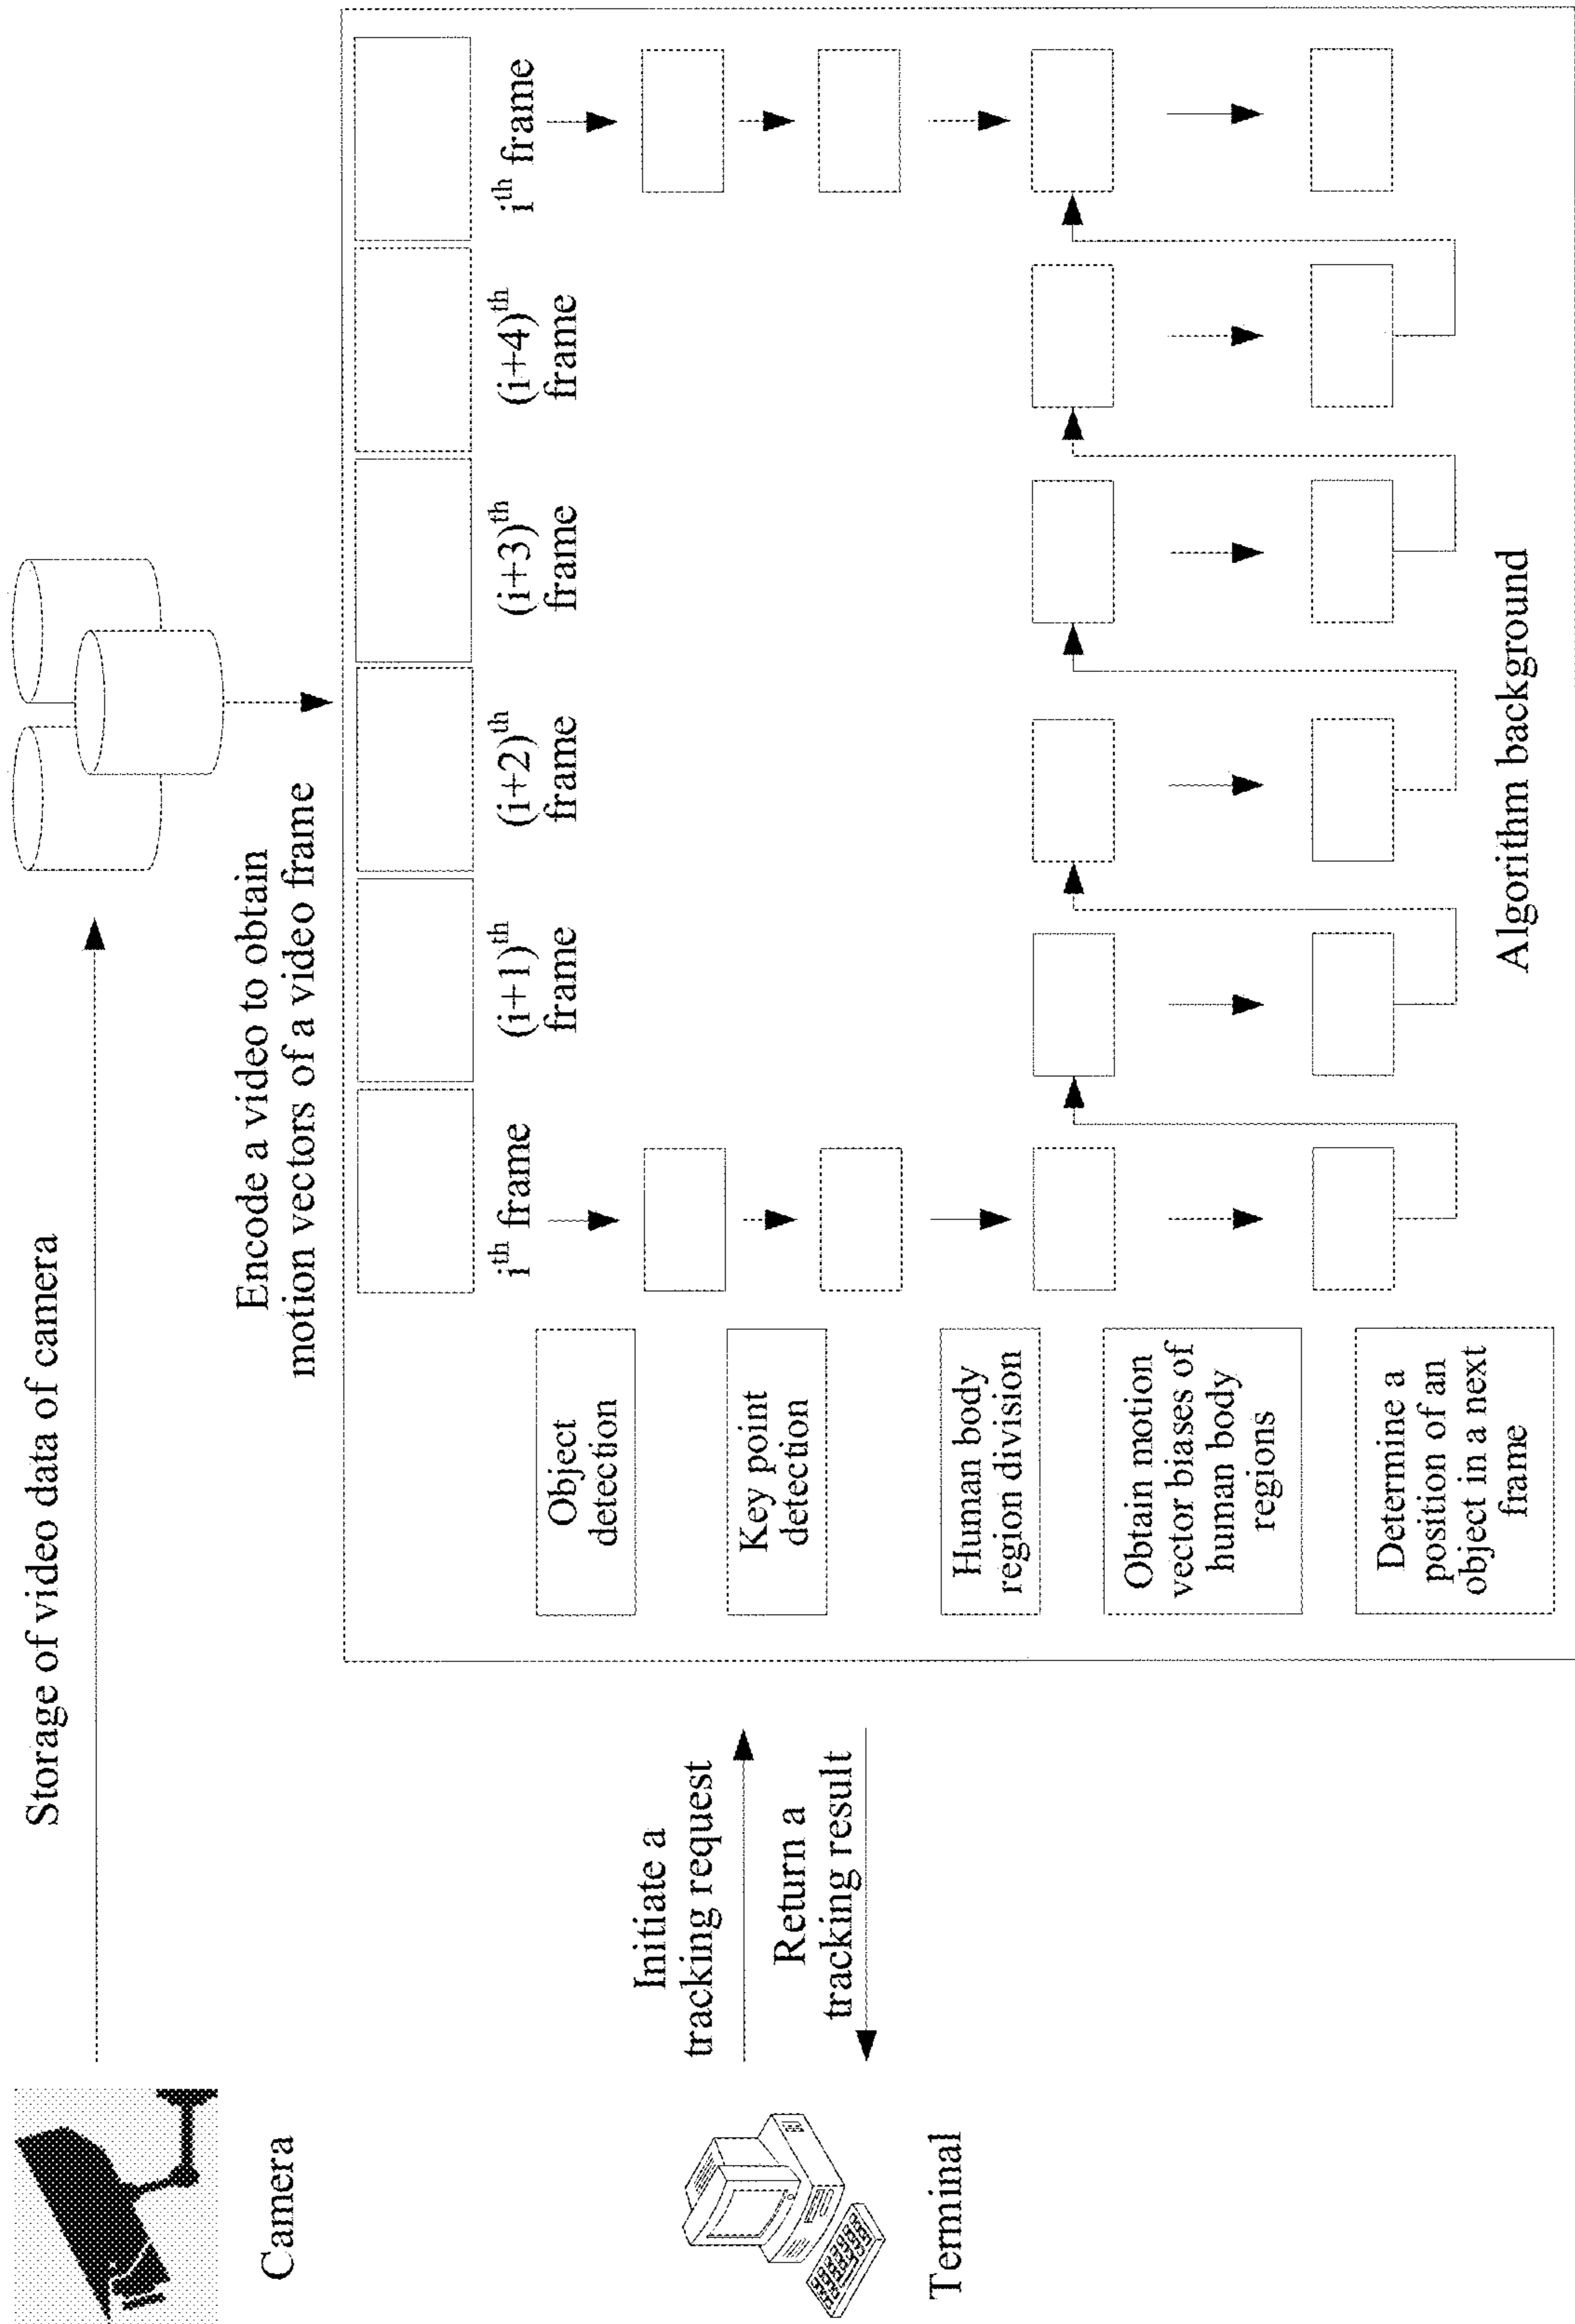 Storage of video data of camera
Camera
Encode a video to obtain
motion vectors of a video frame
i^th frame
(i+1)^th
frame
(i+2)^th
frame
(i+3)^th
frame
(i+4)^th
frame
i^th frame
Initiate a
tracking request
Return a
tracking result
Terminal
Object
detection
Key point
detection
Human body
region division
Obtain motion
vector biases of
human body
regions
Determine a
position of an
object in a next
frame
Algorithm background